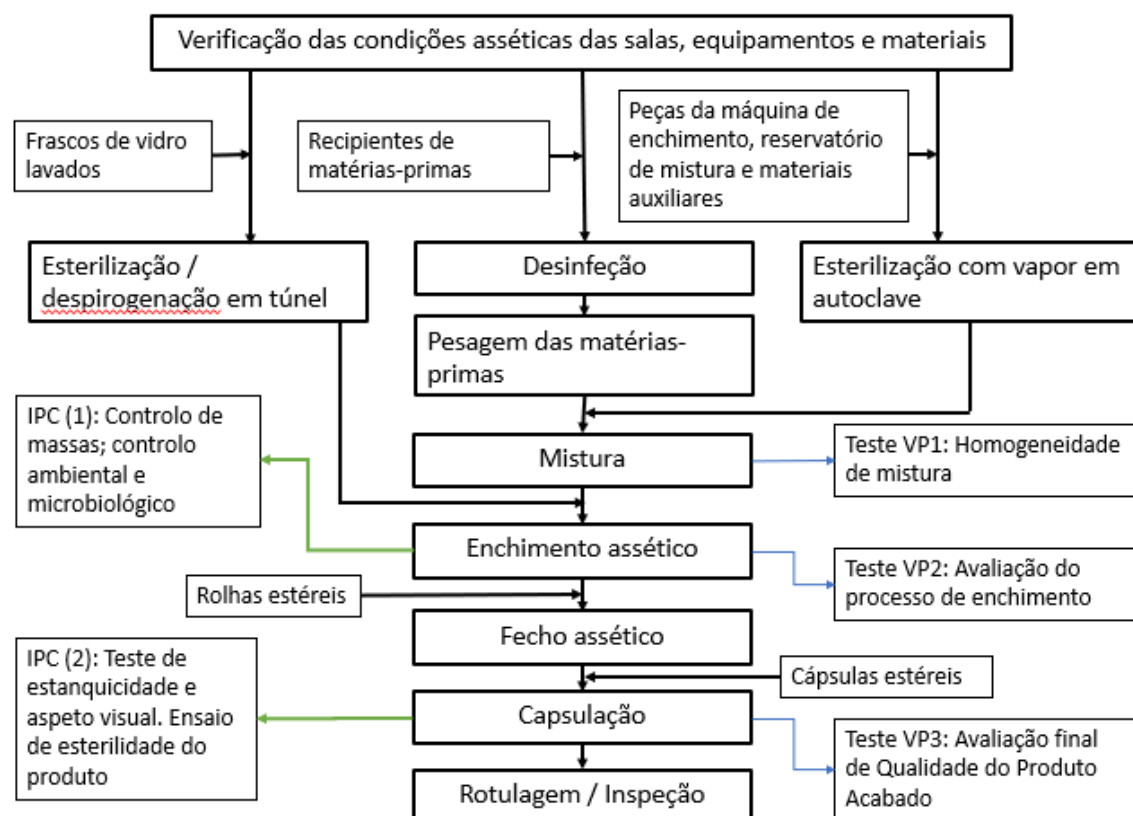 Verificação das condições asséticas das salas, equipamentos e materiais
Frascos de vidro
lavados
Recipientes de
matérias-primas
Peças da máquina de
enchimento, reservatório
de mistura e materiais
auxiliares
Esterilização /
despirogenação em túnel
Desinfeção
Esterilização com vapor em
autoclave
Pesagem das matérias-
primas
IPC (1): Controlo de
massas; controlo
ambiental e
microbiológico
Mistura
Teste VP1: Homogeneidade
de mistura
Enchimento assético
Teste VP2: Avaliação do
processo de enchimento
Rolhas estéreis
Fecho assético
IPC (2): Teste de
estanquicidade e
aspeto visual. Ensaio
de esterilidade do
produto
Cápsulas estéreis
Capsulação
Teste VP3: Avaliação final
de Qualidade do Produto
Acabado
Rotulagem / Inspeção